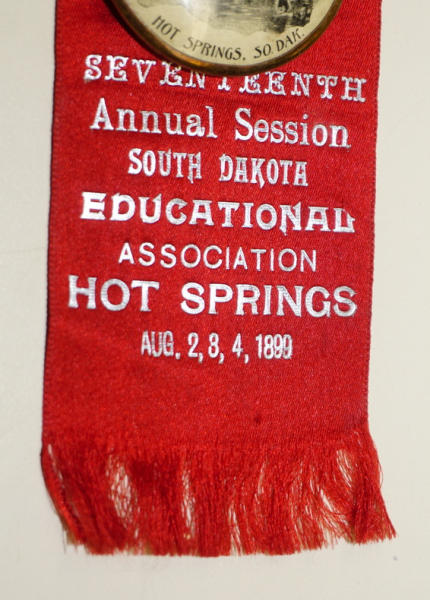 HOT SPRINGS, SO. DAK.
SEVENTEENTH
Annual Session
SOUTH DAKOTA
EDUCATIONAL
ASSOCIATION
HOT SPRINGS
AUG. 2, 3, 4, 1899